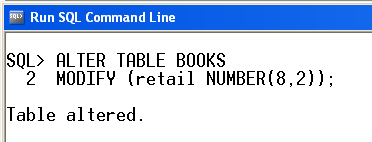 Run SQL Command Line
SQL> ALTER TABLE BOOKS
2 MODIFY (retail NUMBER(8,2));
Table altered.